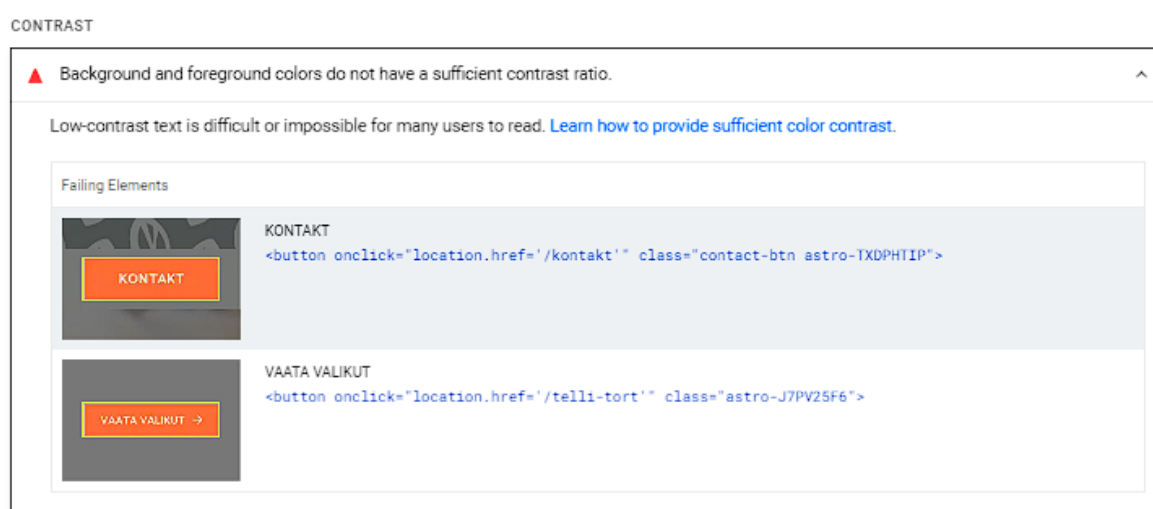 CONTRAST
Background and foreground colors do not have a sufficient contrast ratio.
Low-contrast text is difficult or impossible for many users to read. Learn how to provide sufficient color contrast.
Failing Elements
KONTAKT
KONTAKT
<button onclick="location.href='/kontakt'" class="contact-btn astro-TXDPHTIP">
VAATA VALIKUT →
VAATA VALIKUT
<button onclick="location.href='/telli-tort'" class="astro-J7PV25F6">